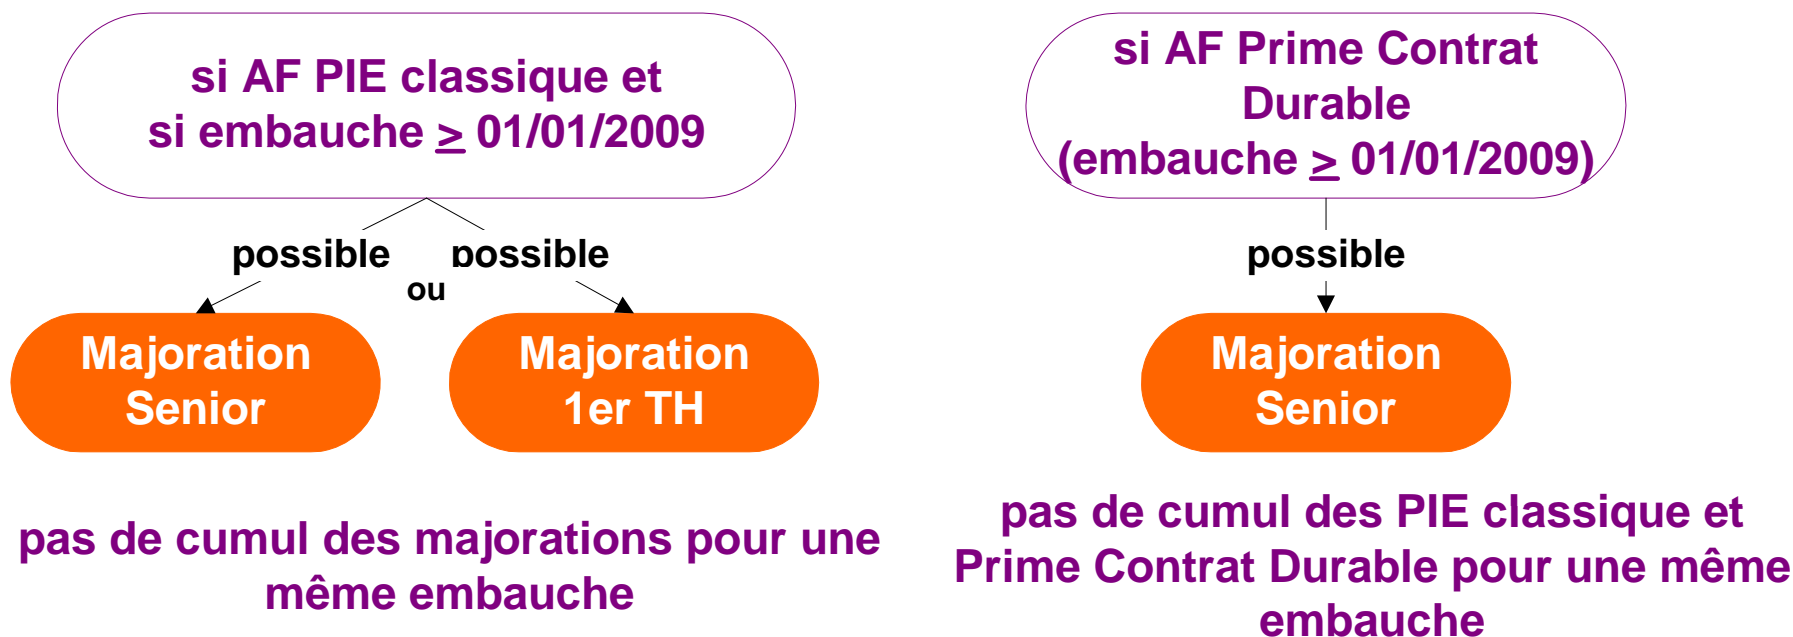 si AF PIE classique et
si embauche ≥ 01/01/2009
possible
possible
ou
Majoration
Senior
Majoration
1er TH
pas de cumul des majorations pour une
même embauche
si AF Prime Contrat
Durable
(embauche ≥ 01/01/2009)
possible
Majoration
Senior
pas de cumul des PIE classique et
Prime Contrat Durable pour une même
embauche